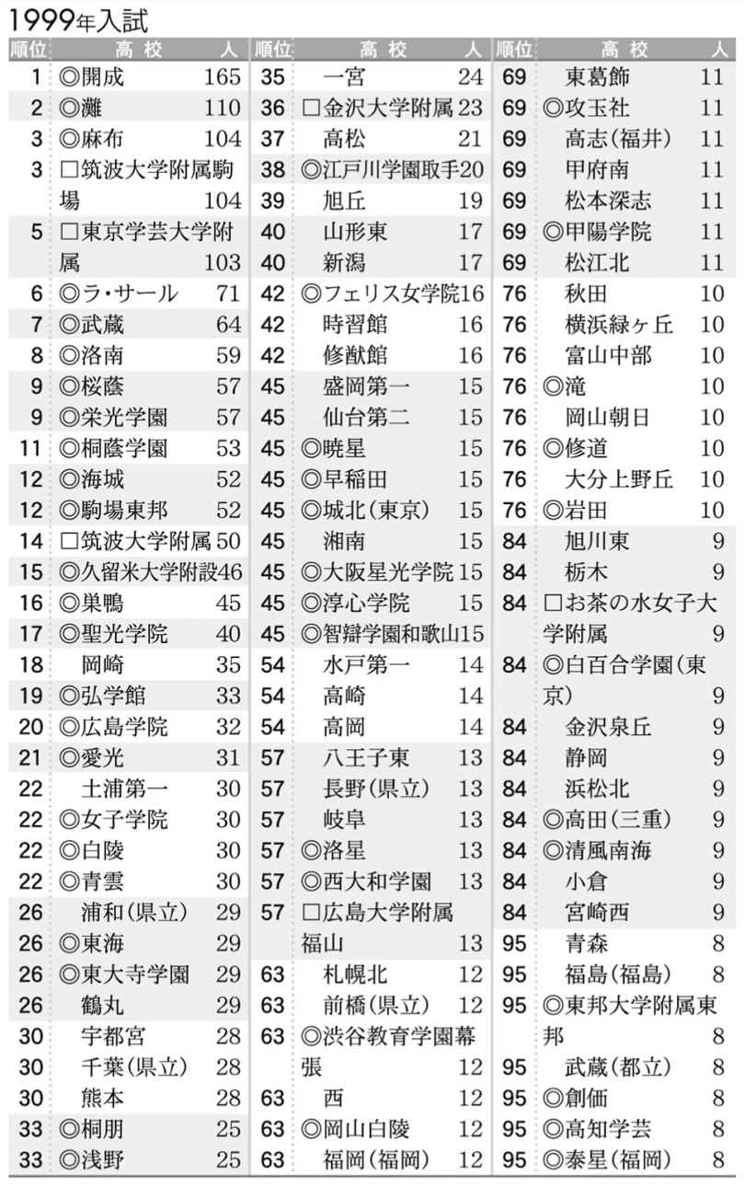 1999年入試
順位 高校 人
1 ◎開成 165
2 ◎灘 110
3 ◎麻布 104
3 □筑波大学附属駒
場 104
5 □東京学芸大学附
属 103
6 ◎ラ・サール 71
7 ◎武蔵 64
8 ◎洛南 59
9 ◎桜蔭 57
9 ◎栄光学園 57
11 ◎桐蔭学園 53
12 ◎海城 52
12 ◎駒場東邦 52
14 □筑波大学附属 50
15 ◎久留米大学附設 46
16 ◎巣鴨 45
17 ◎聖光学院 40
18 岡崎 35
19 ◎弘学館 33
20 ◎広島学院 32
21 ◎愛光 31
22 土浦第一 30
22 ◎女子学院 30
22 ◎白陵 30
22 ◎青雲 30
26 浦和(県立) 29
26 ◎東海 29
26 ◎東大寺学園 29
26 鶴丸 29
30 宇都宮 28
30 千葉(県立) 28
30 熊本 28
33 ◎桐朋 25
33 ◎浅野 25
順位 高校 人
35 一宮 24
36 □金沢大学附属 23
37 高松 21
38 ◎江戸川学園取手 20
39 旭丘 19
40 山形東 17
40 新潟 17
42 ◎フェリス女学院 16
42 時習館 16
42 修猷館 16
45 盛岡第一 15
45 仙台第二 15
45 ◎暁星 15
45 ◎早稲田 15
45 ◎城北(東京) 15
45 湘南 15
45 ◎大阪星光学院 15
45 ◎淳心学院 15
45 ◎智辯学園和歌山 15
54 水戸第一 14
54 高崎 14
54 高岡 14
57 八王子東 13
57 長野(県立) 13
57 岐阜 13
57 ◎洛星 13
57 ◎西大和学園 13
57 □広島大学附属
福山 13
63 札幌北 12
63 前橋(県立) 12
63 ◎渋谷教育学園幕
張 12
63 西 12
63 ◎岡山白陵 12
63 福岡(福岡) 12
順位 高校 人
69 東葛飾 11
69 ◎攻玉社 11
69 高志(福井) 11
69 甲府南 11
69 松本深志 11
69 ◎甲陽学院 11
69 松江北 11
76 秋田 10
76 横浜緑ヶ丘 10
76 富山中部 10
76 ◎滝 10
76 岡山朝日 10
76 ◎修道 10
76 大分上野丘 10
76 ◎岩田 10
84 旭川東 9
84 栃木 9
84 □お茶の水女子大
学附属 9
84 ◎白百合学園(東
京) 9
84 金沢泉丘 9
84 静岡 9
84 浜松北 9
84 ◎高田(三重) 9
84 ◎清風南海 9
84 小倉 9
84 宮崎西 9
95 青森 8
95 福島(福島) 8
95 ◎東邦大学附属東
邦 8
95 武蔵(都立) 8
95 ◎創価 8
95 ◎高知学芸 8
95 ◎泰星(福岡) 8